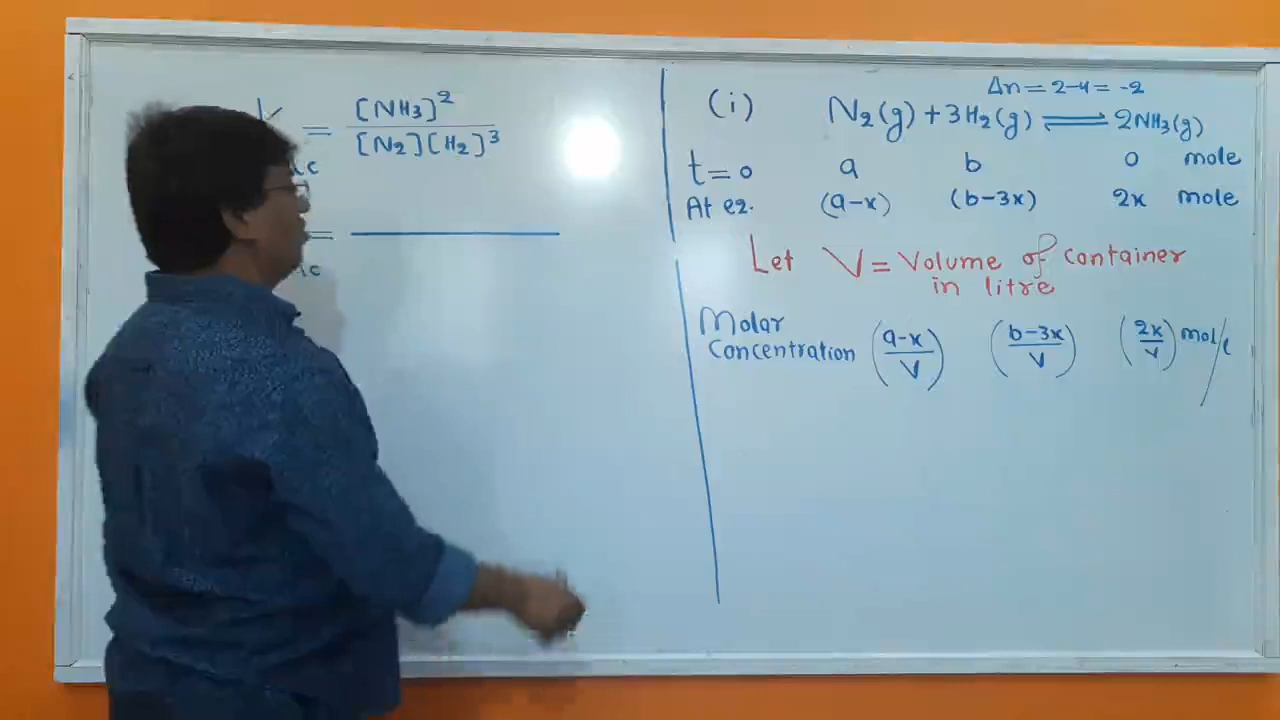 K = [NH3]²
c [N2][H2]³
= 
c
(i) N2(g) + 3H2(g) ⇌ 2NH3(g)
Δn = 2-4 = -2
t = 0 a b 0 mole
At eq. (a-x) (b-3x) 2x mole
Let V = Volume of container
in litre
Molar
Concentration ((a-x)/V) ((b-3x)/V) (2x/V) mol/l